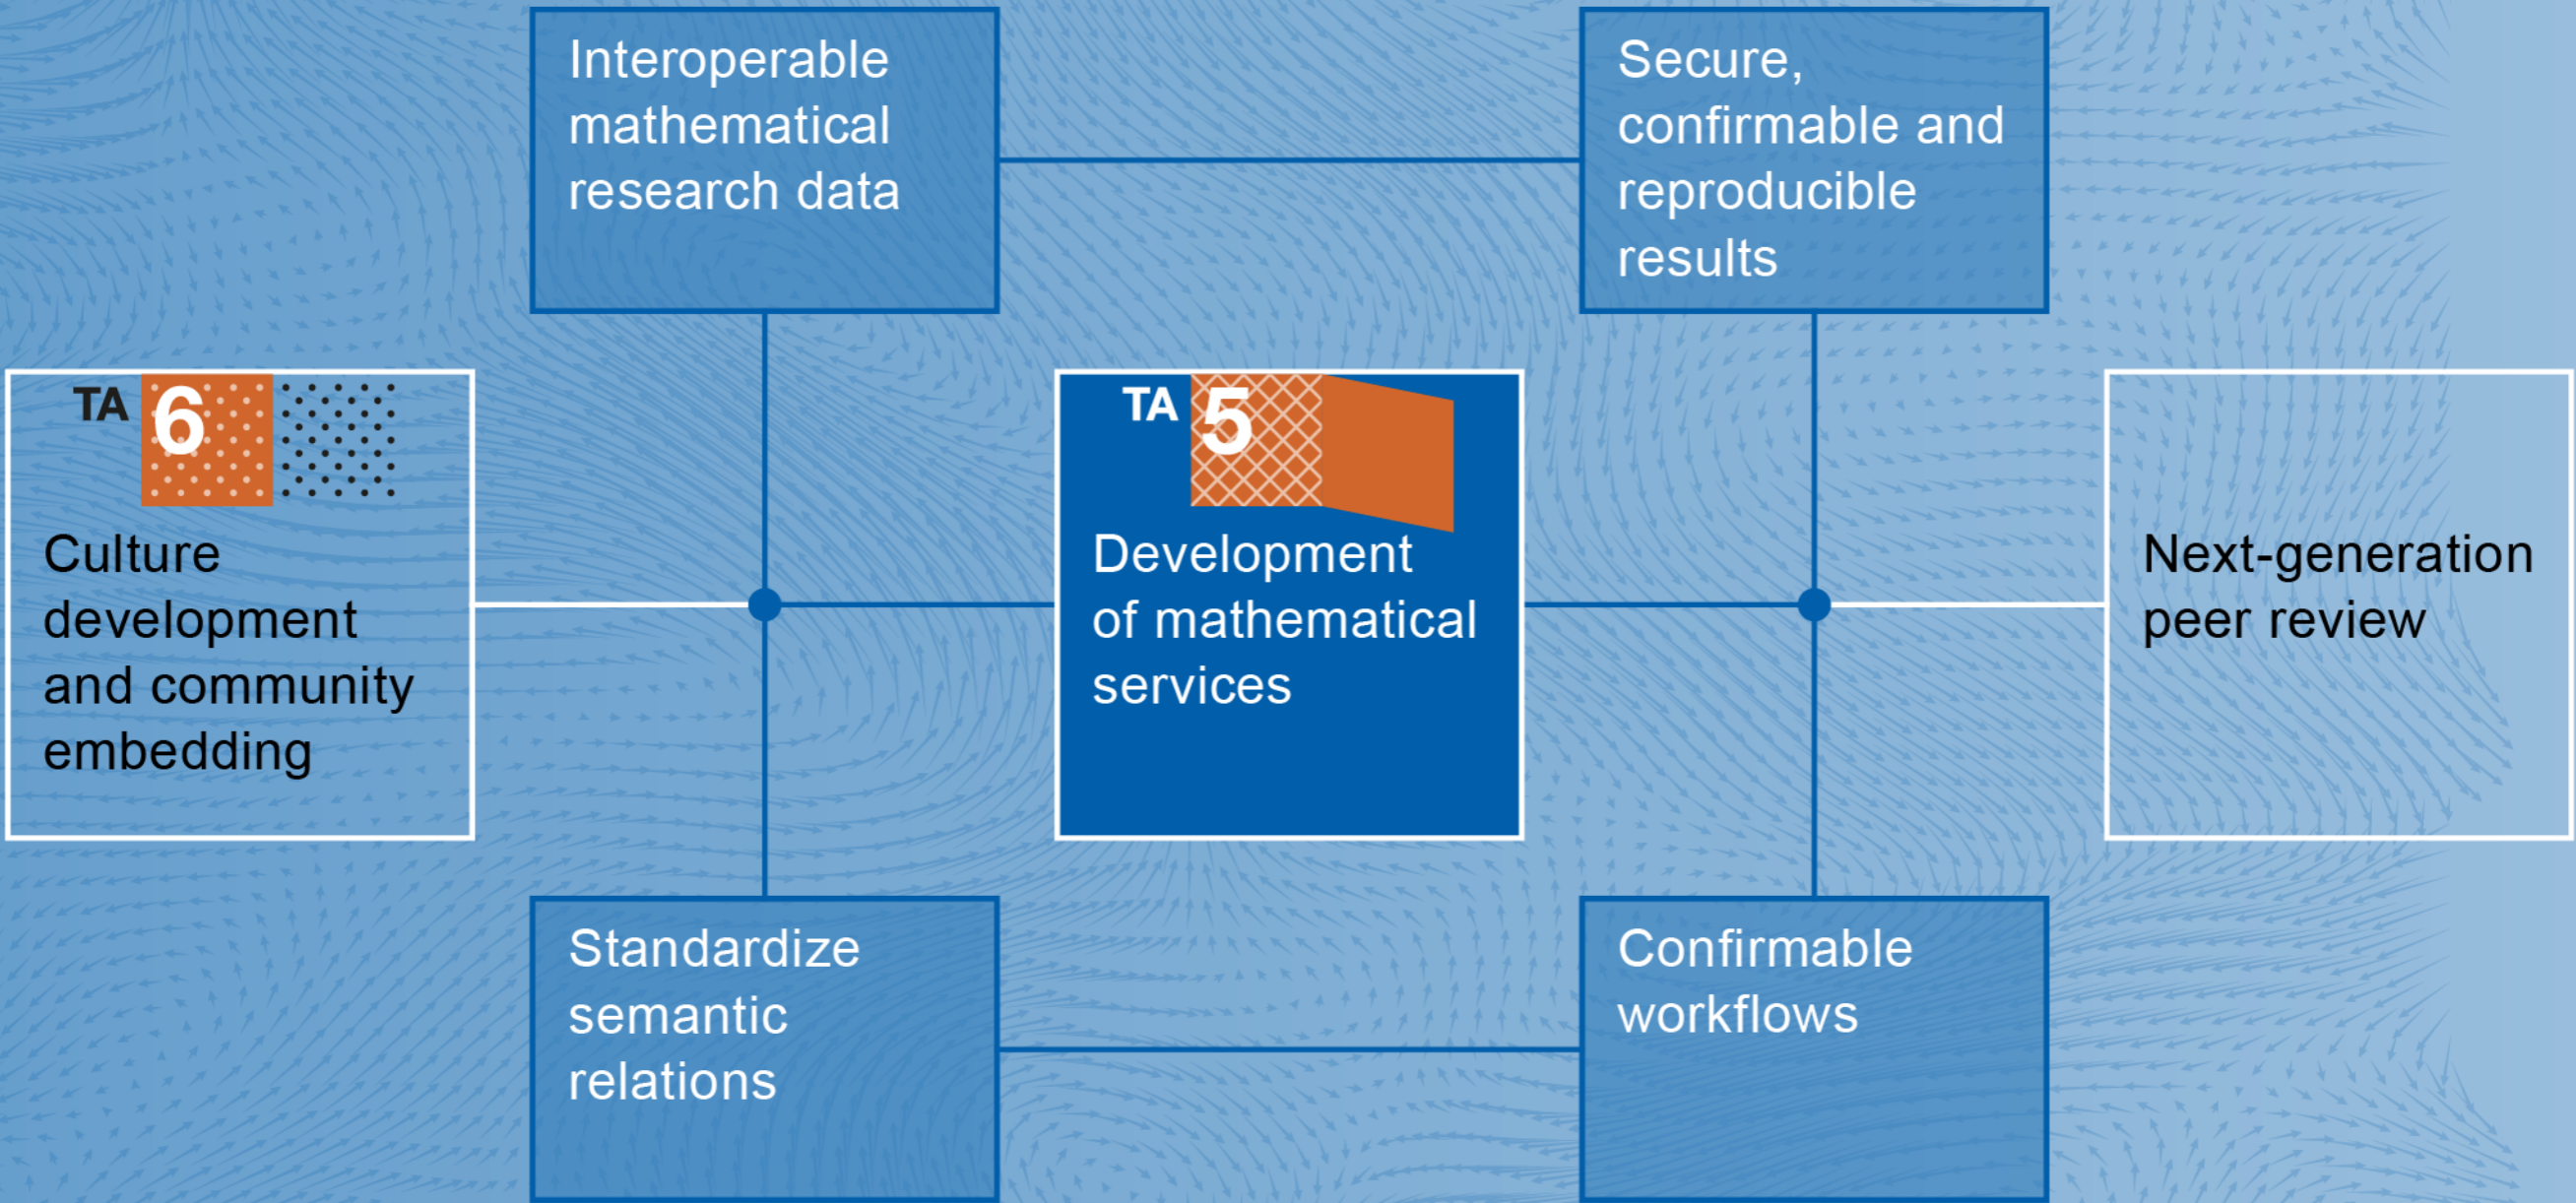 Interoperable
mathematical
research data
Secure,
confirmable and
reproducible
results
TA 6
Culture
development
and community
embedding
TA 5
Development
of mathematical
services
Next-generation
peer review
Standardize
semantic
relations
Confirmable
workflows